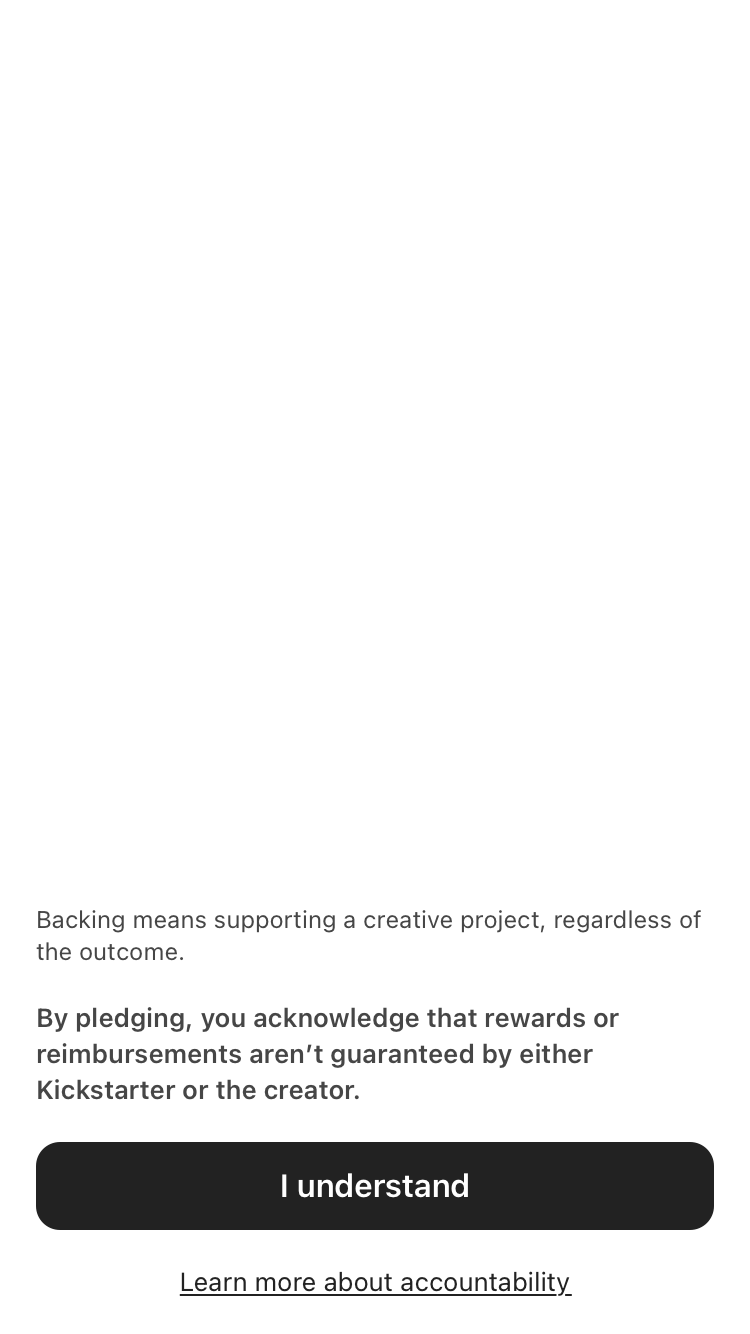 Backing means supporting a creative project, regardless of
the outcome.
By pledging, you acknowledge that rewards or
reimbursements aren’t guaranteed by either
Kickstarter or the creator.
I understand
Learn more about accountability